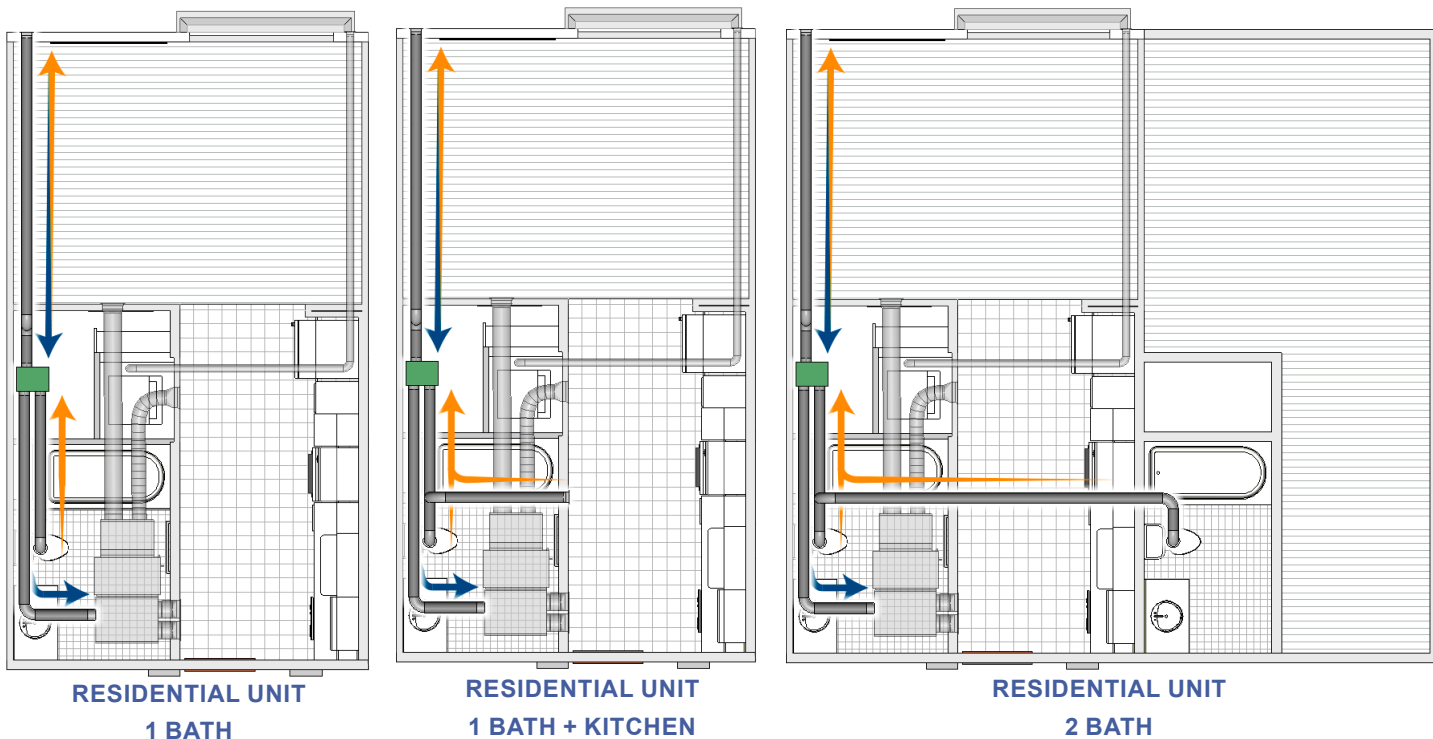 RESIDENTIAL UNIT
1 BATH
RESIDENTIAL UNIT
1 BATH + KITCHEN
RESIDENTIAL UNIT
2 BATH